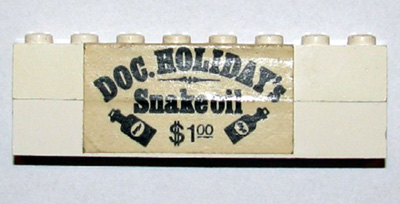 DOC. HOLIDAY's
Snake oil
$1.00